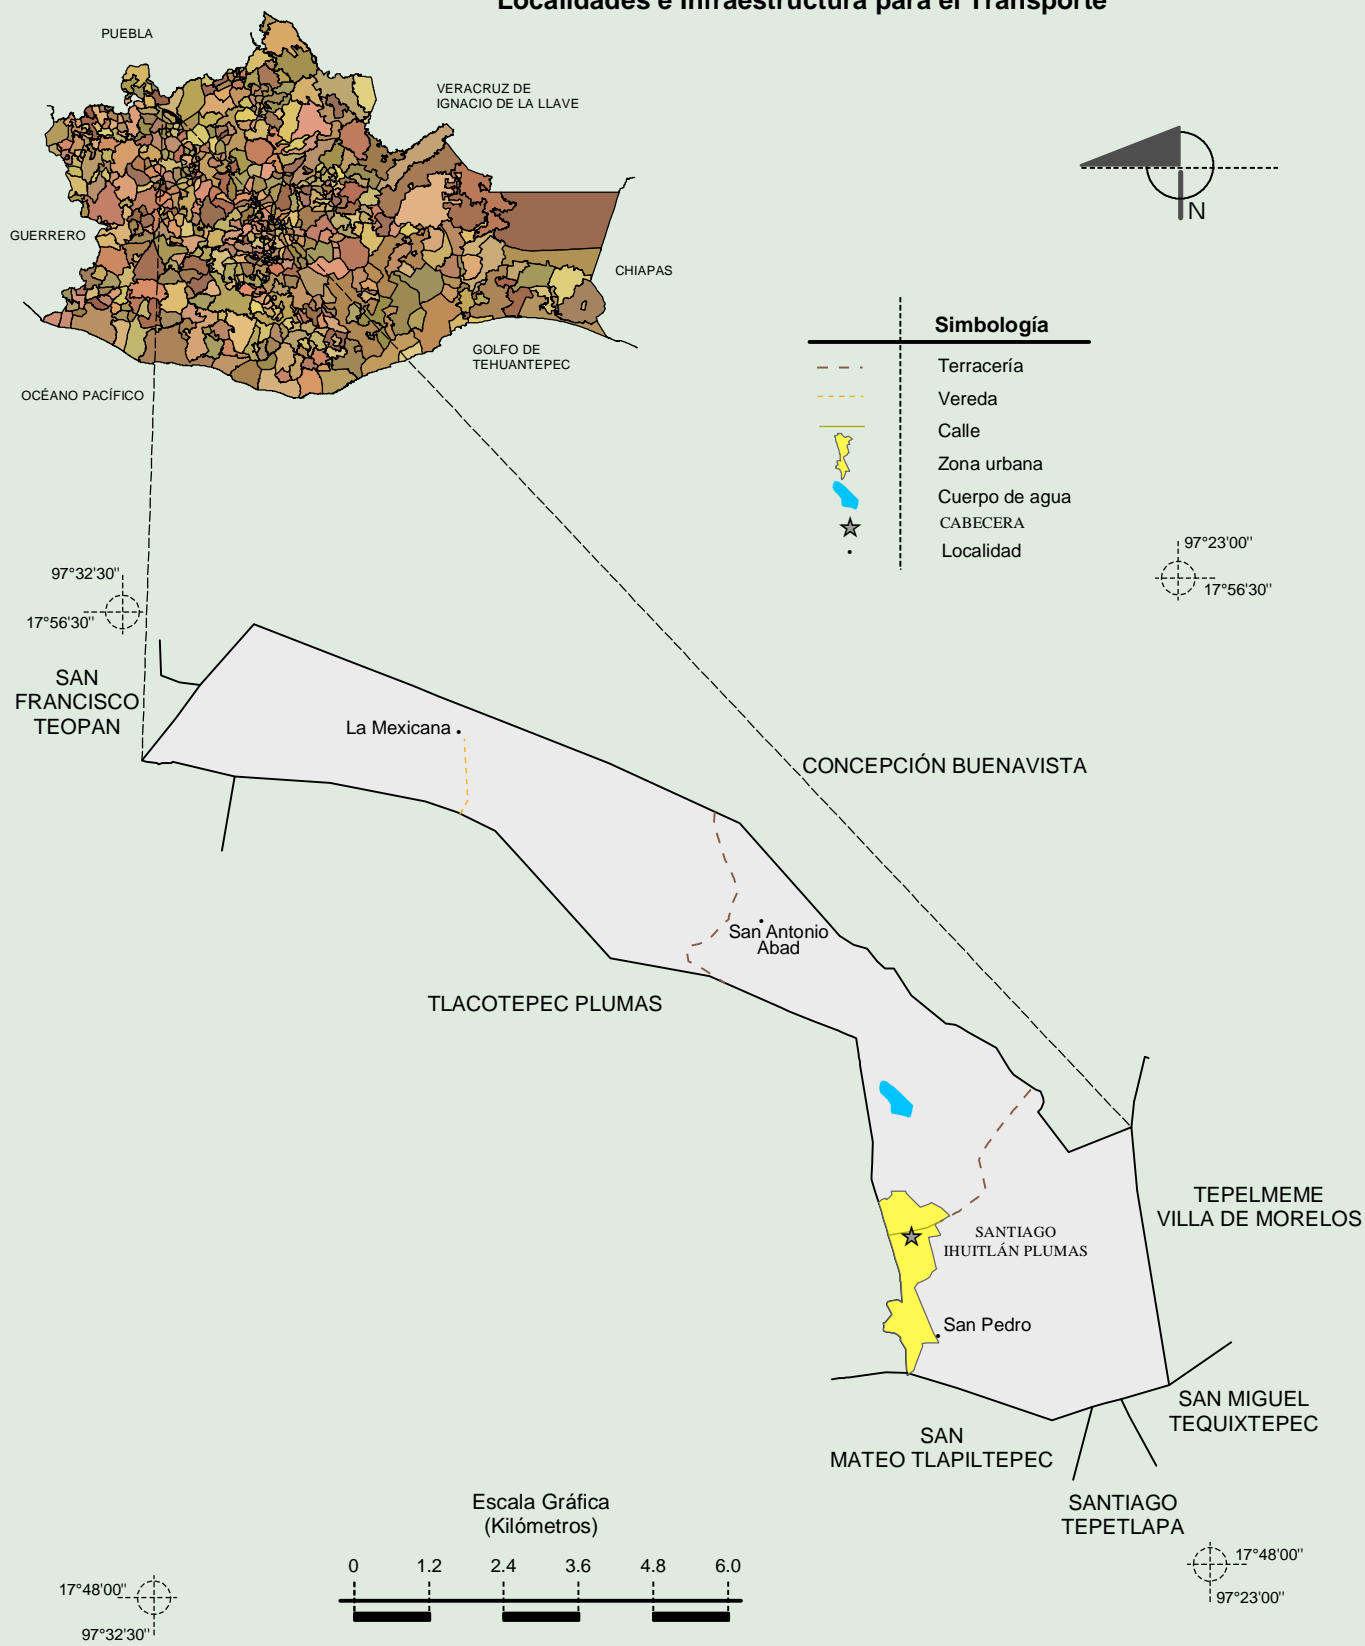 Localidades e Infraestructura para el Transporte
PUEBLA
VERACRUZ DE
IGNACIO DE LA LLAVE
GUERRERO
CHIAPAS
GOLFO DE
TEHUANTEPEC
OCÉANO PACÍFICO
N
Simbología
Terracería
Vereda
Calle
Zona urbana
Cuerpo de agua
CABECERA
Localidad
97°32'30"
17°56'30"
97°23'00"
17°56'30"
SAN
FRANCISCO
TEOPAN
La Mexicana
CONCEPCIÓN BUENAVISTA
San Antonio
Abad
TLACOTEPEC PLUMAS
TEPELMEME
VILLA DE MORELOS
SANTIAGO
IHUITLÁN PLUMAS
San Pedro
SAN MIGUEL
TEQUIXTEPEC
SAN
MATEO TLAPILTEPEC
SANTIAGO
TEPETLAPA
Escala Gráfica
(Kilómetros)
0 1.2 2.4 3.6 4.8 6.0
17°48'00"
97°32'30"
17°48'00"
97°23'00"